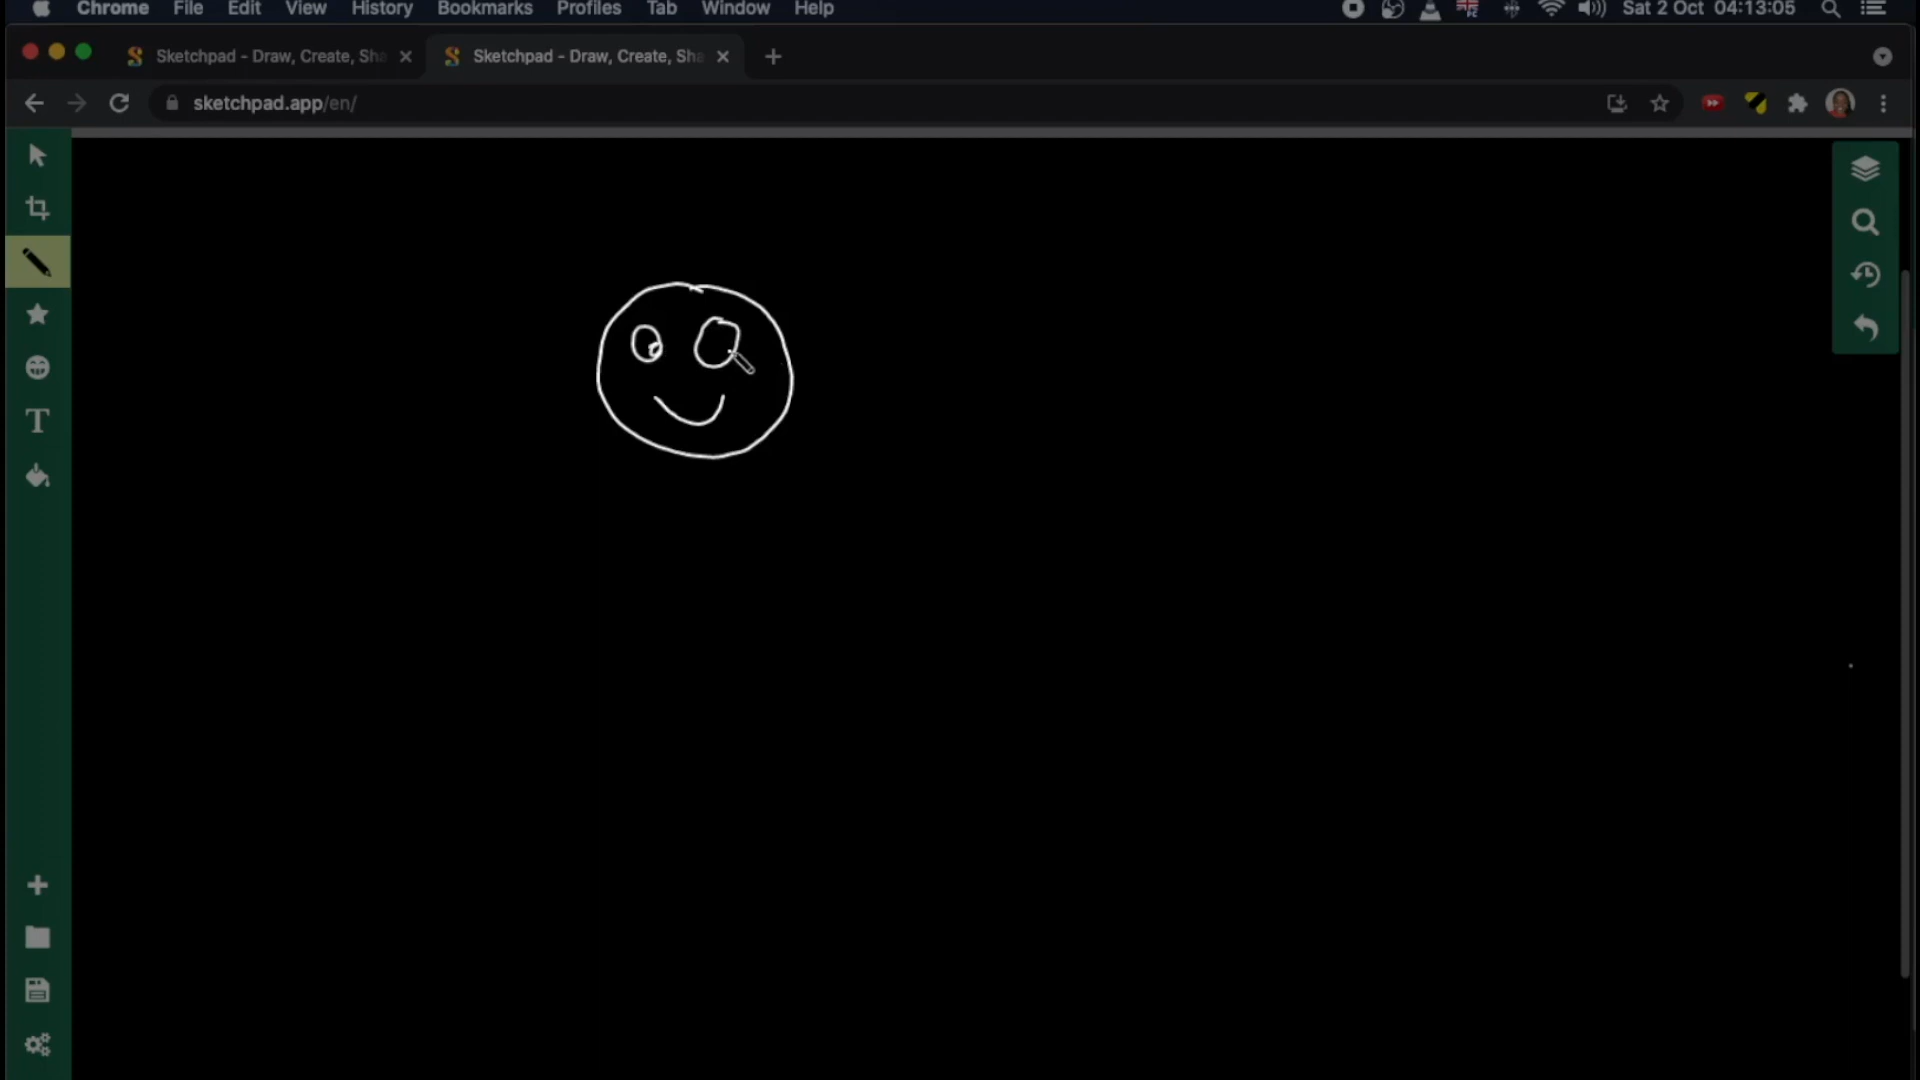 Chrome File Edit View History Bookmarks Profiles Tab Window Help Sat 2 Oct 04:13:05
Sketchpad - Draw, Create, Sha Sketchpad - Draw, Create, Sha
sketchpad.app/en/
T